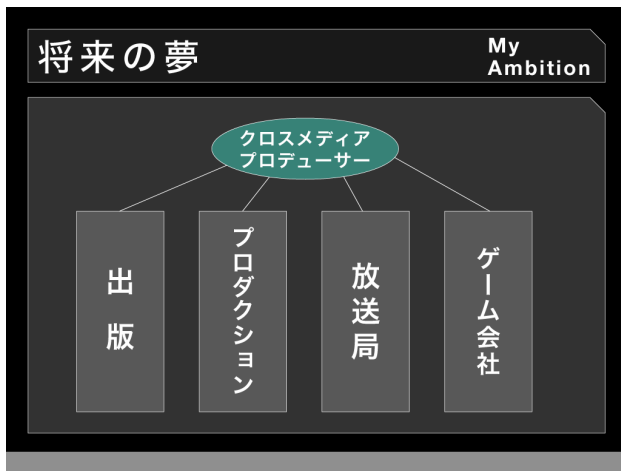 将来の夢
My
Ambition
クロスメディア
プロデューサー
出版
プロダクション
放送局
ゲーム会社